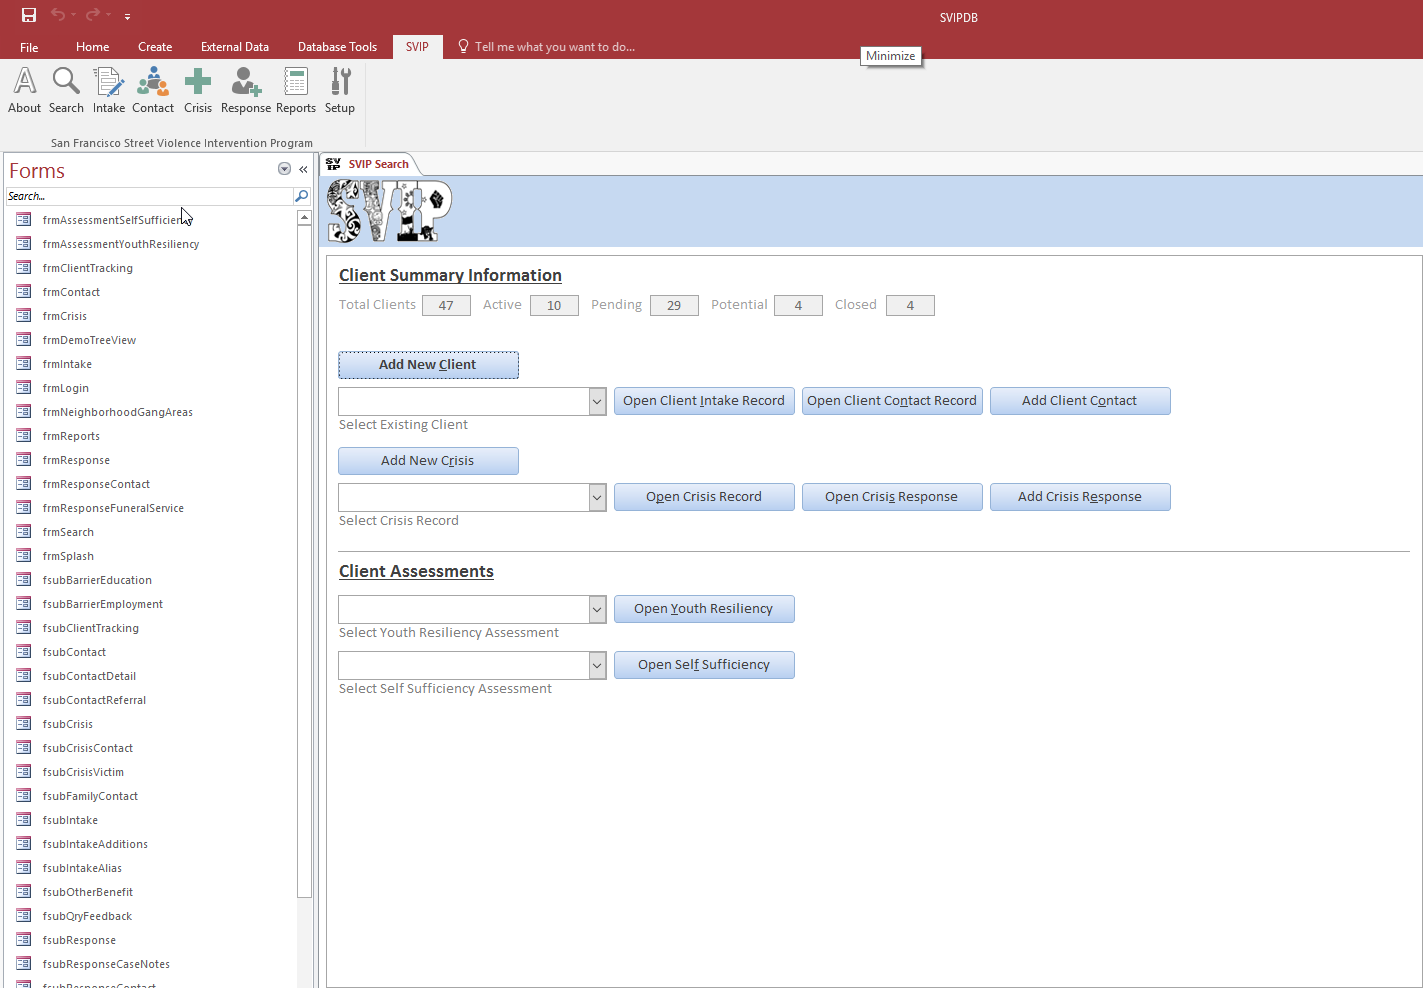 SVIPDB
File Home Create External Data Database Tools SVIP Tell me what you want to do...
Minimize
About Search Intake Contact Crisis Response Reports Setup
San Francisco Street Violence Intervention Program
Forms
Search...
frmAssessmentSelfSufficien
frmAssessmentYouthResiliency
frmClientTracking
frmContact
frmCrisis
frmDemoTreeView
frmIntake
frmLogin
frmNeighborhoodGangAreas
frmReports
frmResponse
frmResponseContact
frmResponseFuneralService
frmSearch
frmSplash
fsubBarrierEducation
fsubBarrierEmployment
fsubClientTracking
fsubContact
fsubContactDetail
fsubContactReferral
fsubCrisis
fsubCrisisContact
fsubCrisisVictim
fsubFamilyContact
fsubIntake
fsubIntakeAdditions
fsubIntakeAlias
fsubOtherBenefit
fsubQryFeedback
fsubResponse
fsubResponseCaseNotes
fsubResponseContact
SVIP SVIP Search
SVIP
Client Summary Information
Total Clients 47 Active 10 Pending 29 Potential 4 Closed 4
Add New Client
Open Client Intake Record Open Client Contact Record Add Client Contact
Select Existing Client
Add New Crisis
Open Crisis Record Open Crisis Response Add Crisis Response
Select Crisis Record
Client Assessments
Open Youth Resiliency
Select Youth Resiliency Assessment
Open Self Sufficiency
Select Self Sufficiency Assessment